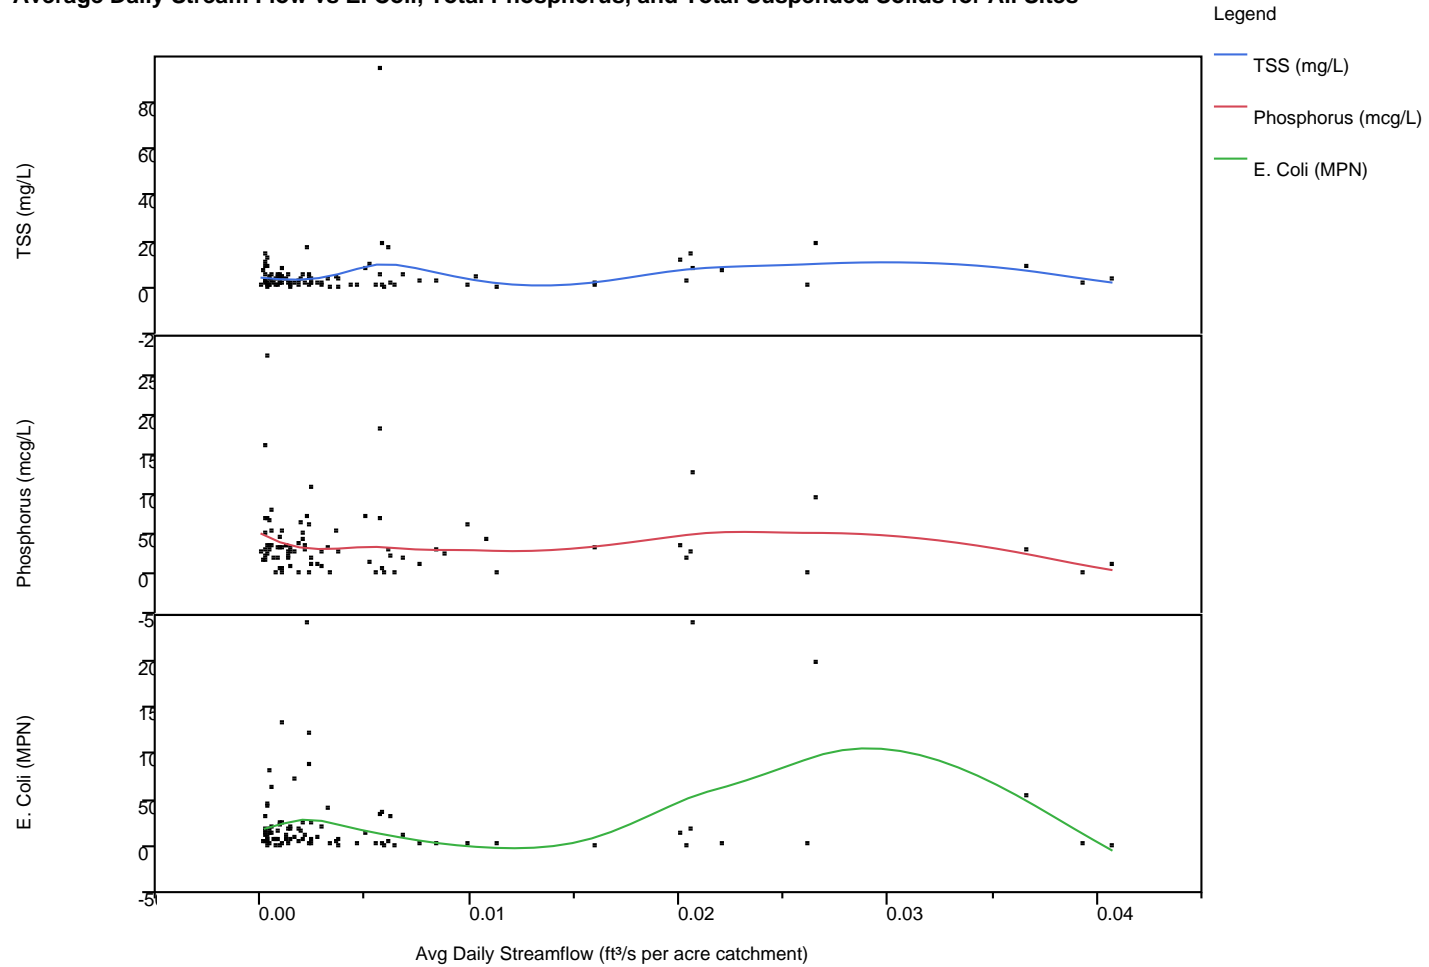 Average Daily Stream Flow vs E. Coli, Total Phosphorus, and Total Suspended Solids for All Sites
Legend
TSS (mg/L)
Phosphorus (mcg/L)
E. Coli (MPN)
TSS (mg/L)
80
60
40
20
0
-2
Phosphorus (mcg/L)
25
20
15
10
50
0
-5
E. Coli (MPN)
20
15
10
50
0
-5
0.00
0.01
0.02
0.03
0.04
Avg Daily Streamflow (ft³/s per acre catchment)